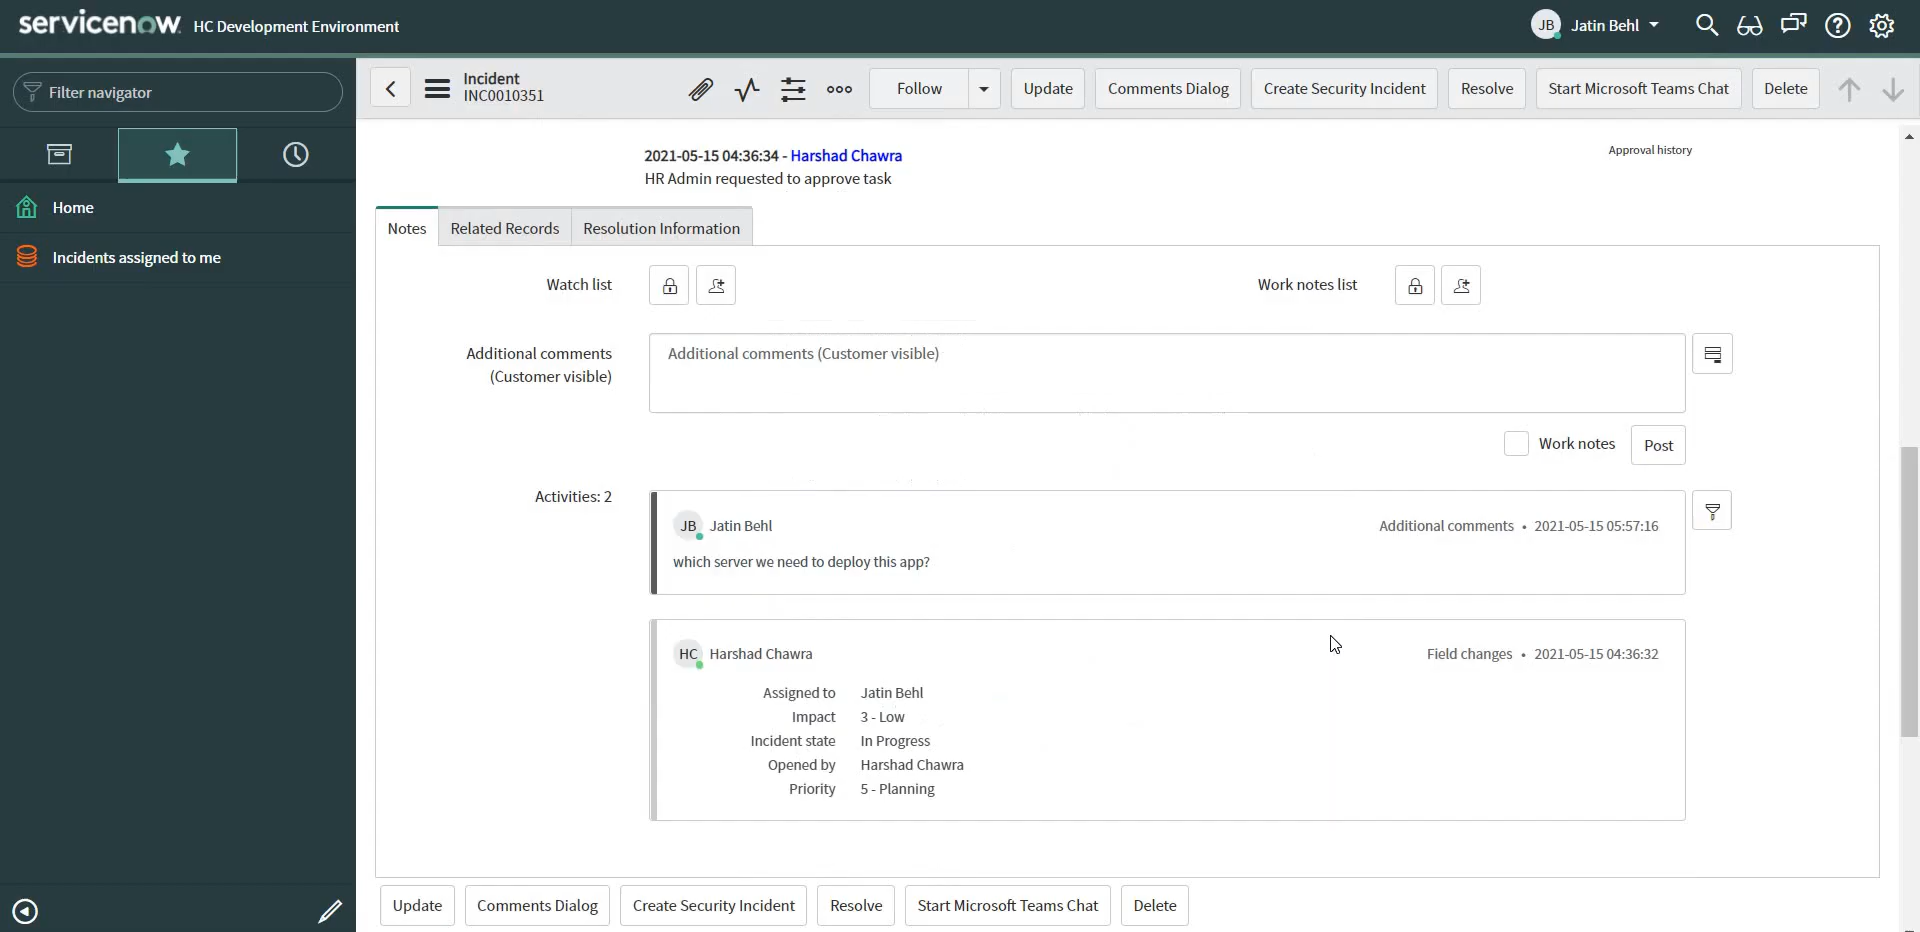 servicenow HC Development Environment
JB Jatin Behl
Filter navigator
Home
Incidents assigned to me
Incident
INC0010351
Follow
Update
Comments Dialog
Create Security Incident
Resolve
Start Microsoft Teams Chat
Delete
2021-05-15 04:36:34 - Harshad Chawra
HR Admin requested to approve task
Approval history
Notes
Related Records
Resolution Information
Watch list
Work notes list
Additional comments
(Customer visible)
Additional comments (Customer visible)
Work notes
Post
Activities: 2
JB Jatin Behl
Additional comments • 2021-05-15 05:57:16
which server we need to deploy this app?
HC Harshad Chawra
Field changes • 2021-05-15 04:36:32
Assigned to Jatin Behl
Impact 3 - Low
Incident state In Progress
Opened by Harshad Chawra
Priority 5 - Planning
Update
Comments Dialog
Create Security Incident
Resolve
Start Microsoft Teams Chat
Delete